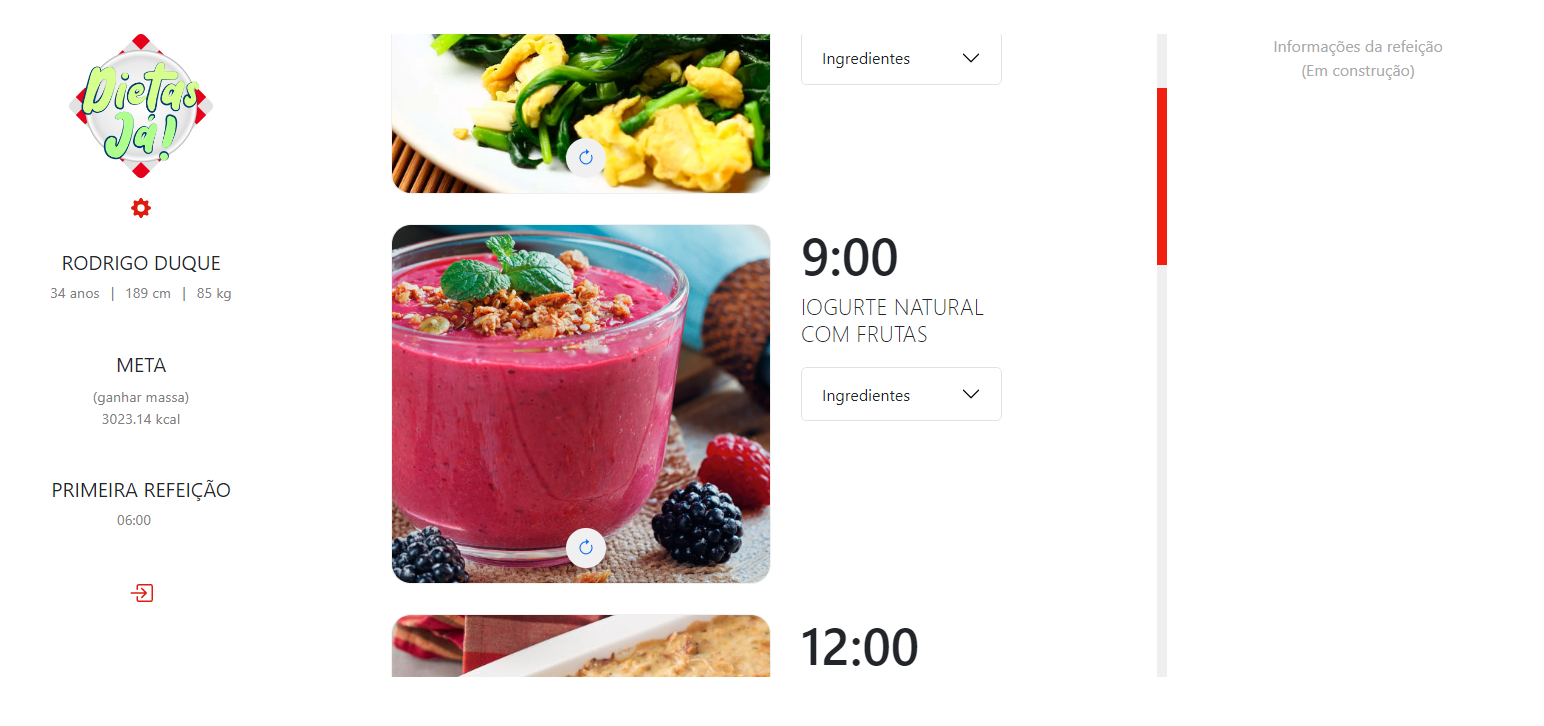 Dietas
Já!
RODRIGO DUQUE
34 anos | 189 cm | 85 kg
META
(ganhar massa)
3023.14 kcal
PRIMEIRA REFEIÇÃO
06:00
Ingredientes
9:00
IOGURTE NATURAL
COM FRUTAS
Ingredientes
12:00
Informações da refeição
(Em construção)